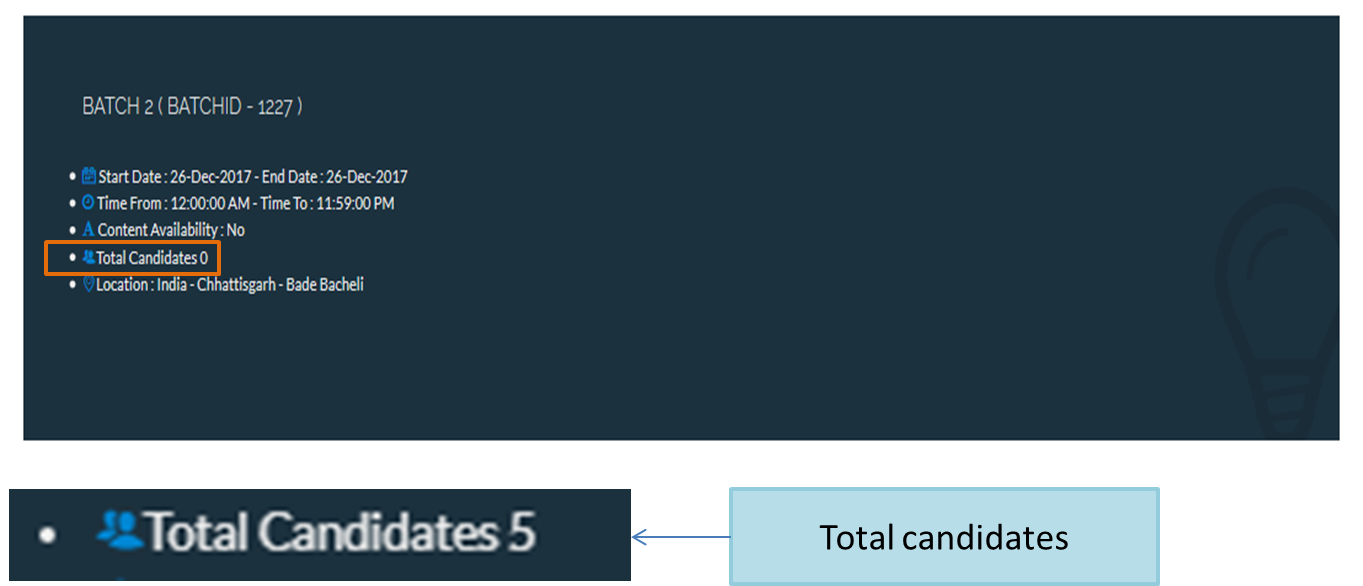 BATCH 2 ( BATCHID - 1227 )
Start Date : 26-Dec-2017 - End Date : 26-Dec-2017
Time From : 12:00:00 AM - Time To : 11:59:00 PM
Content Availability : No
Total Candidates 0
Location : India - Chhattisgarh - Bade Bacheli
Total Candidates 5
Total candidates